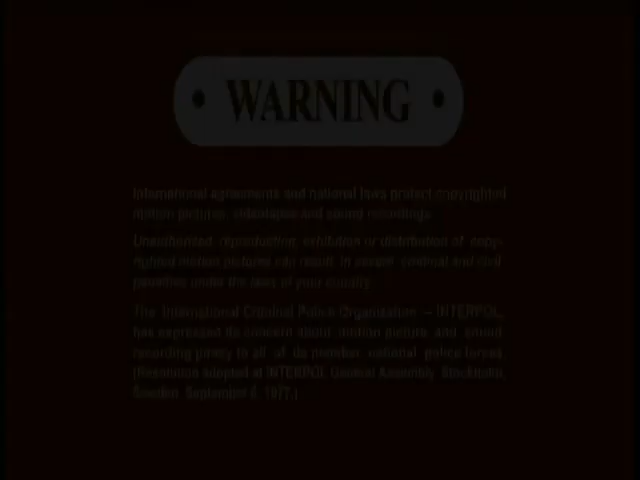 WARNING
International agreements and national laws protect copyrighted
motion pictures, videotapes and sound recordings.
Unauthorized reproduction, exhibition or distribution of copy-
righted motion pictures can result in severe criminal and civil
penalties under the laws of your country.
The International Criminal Police Organisation – INTERPOL,
has expressed its concern about motion picture and sound
recording piracy to all of its member national police forces.
(Resolution adopted at INTERPOL General Assembly, Stockholm,
Sweden, September 8, 1977.)